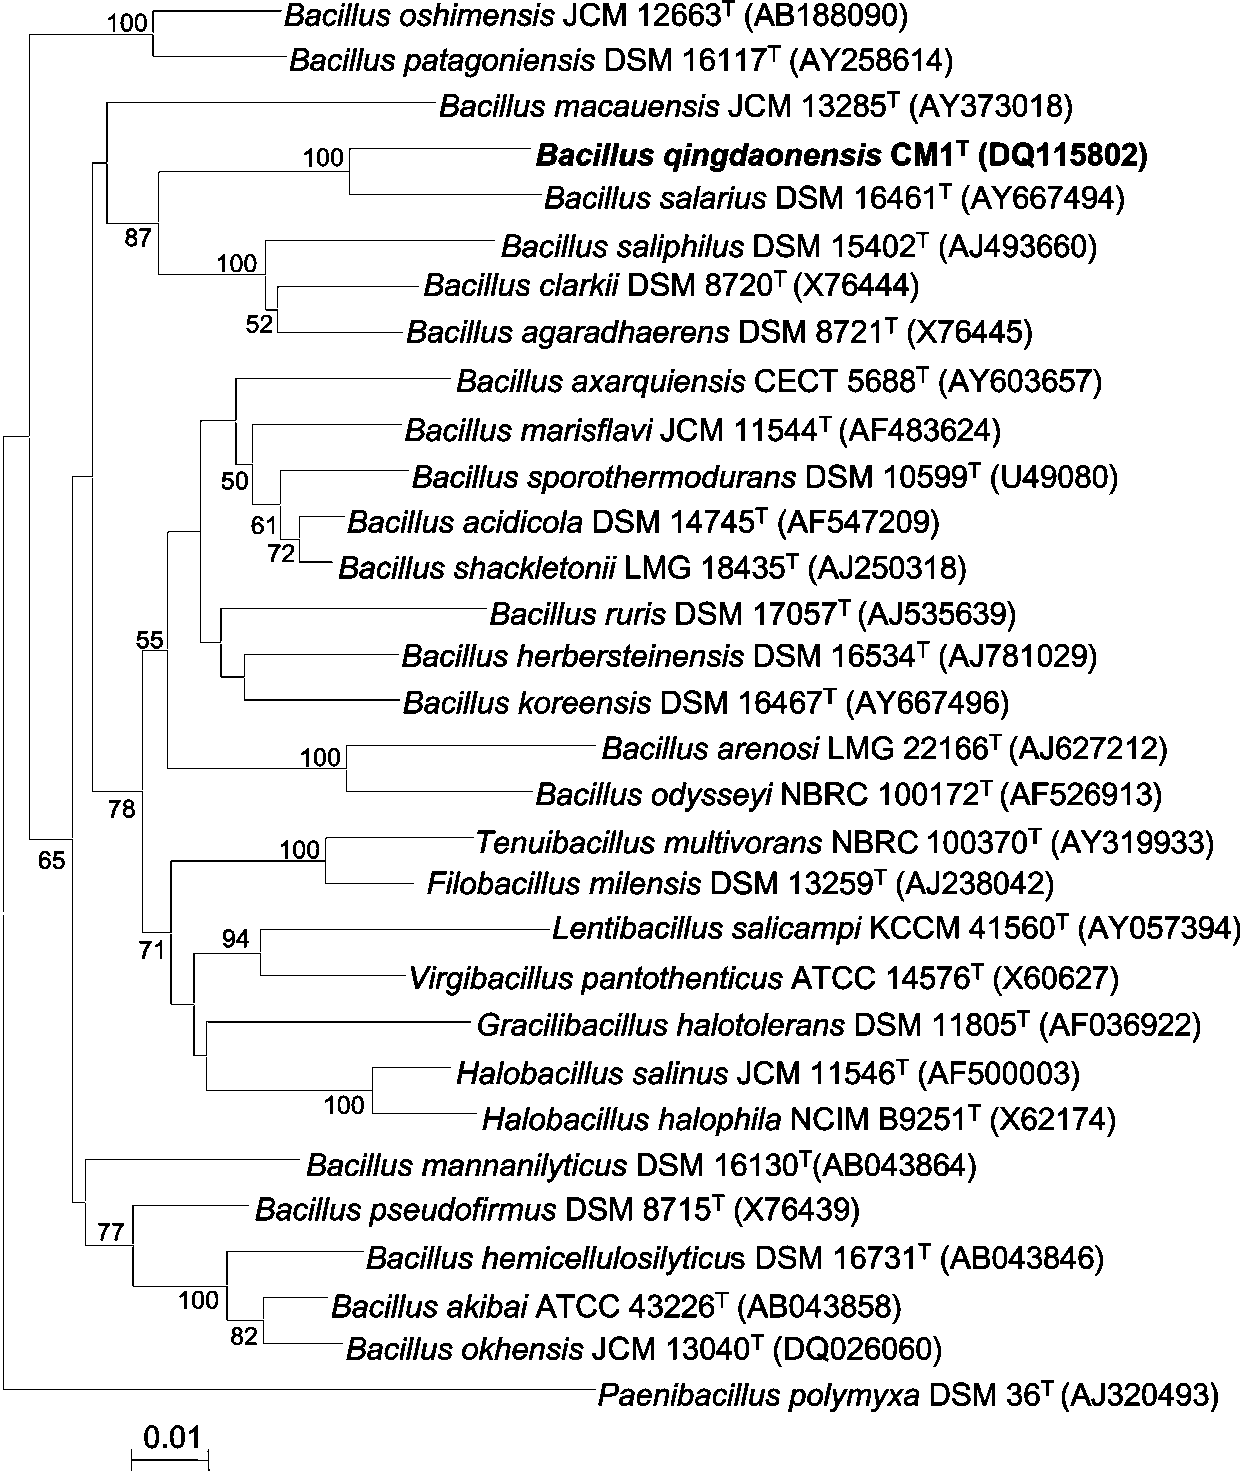 100 Bacillus oshimensis JCM 12663T (AB188090)
Bacillus patagoniensis DSM 16117T (AY258614)
Bacillus macauensis JCM 13285T (AY373018)
100 Bacillus qingdaonensis CM1T (DQ115802)
Bacillus salarius DSM 16461T (AY667494)
87
Bacillus saliphilus DSM 15402T (AJ493660)
100
Bacillus clarkii DSM 8720T (X76444)
52
Bacillus agaradhaerens DSM 8721T (X76445)
Bacillus axarquiensis CECT 5688T (AY603657)
Bacillus marisflavi JCM 11544T (AF483624)
50
Bacillus sporothermodurans DSM 10599T (U49080)
61
Bacillus acidicola DSM 14745T (AF547209)
72
Bacillus shackletonii LMG 18435T (AJ250318)
Bacillus ruris DSM 17057T (AJ535639)
55
Bacillus herbersteinensis DSM 16534T (AJ781029)
Bacillus koreensis DSM 16467T (AY667496)
100 Bacillus arenosi LMG 22166T (AJ627212)
Bacillus odysseyi NBRC 100172T (AF526913)
78
Tenuibacillus multivorans NBRC 100370T (AY319933)
100
65
Filobacillus milensis DSM 13259T (AJ238042)
Lentibacillus salicampi KCCM 41560T (AY057394)
94
71
Virgibacillus pantothenticus ATCC 14576T (X60627)
Gracilibacillus halotolerans DSM 11805T (AF036922)
Halobacillus salinus JCM 11546T (AF500003)
100
Halobacillus halophila NCIM B9251T (X62174)
Bacillus mannanilyticus DSM 16130T(AB043864)
Bacillus pseudofirmus DSM 8715T (X76439)
77
Bacillus hemicellulosilyticus DSM 16731T (AB043846)
100
Bacillus akibai ATCC 43226T (AB043858)
82
Bacillus okhensis JCM 13040T (DQ026060)
Paenibacillus polymyxa DSM 36T (AJ320493)
0.01